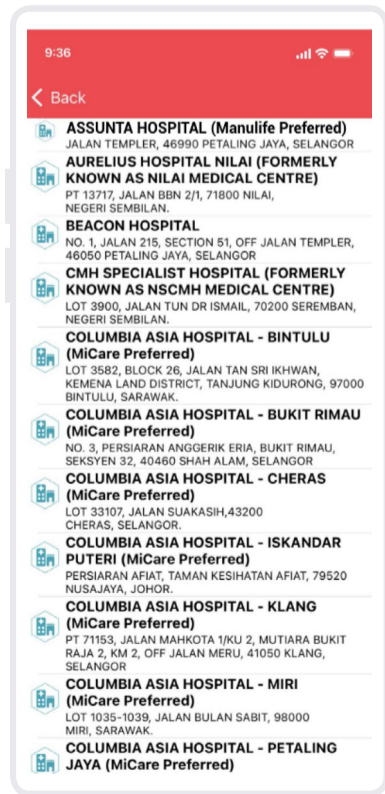 9:36
Back
ASSUNTA HOSPITAL (Manulife Preferred)
JALAN TEMPLER, 46990 PETALING JAYA, SELANGOR
AURELIUS HOSPITAL NILAI (FORMERLY
KNOWN AS NILAI MEDICAL CENTRE)
PT 13717, JALAN BBN 2/1, 71800 NILAI,
NEGERI SEMBILAN.
BEACON HOSPITAL
NO. 1, JALAN 215, SECTION 51, OFF JALAN TEMPLER,
46050 PETALING JAYA, SELANGOR
CMH SPECIALIST HOSPITAL (FORMERLY
KNOWN AS NSCMH MEDICAL CENTRE)
LOT 3900, JALAN TUN DR ISMAIL, 70200 SEREMBAN,
NEGERI SEMBILAN.
COLUMBIA ASIA HOSPITAL - BINTULU
(MiCare Preferred)
LOT 3582, BLOCK 26, JALAN TAN SRI IKHWAN,
KEMENA LAND DISTRICT, TANJUNG KIDURONG, 97000
BINTULU, SARAWAK.
COLUMBIA ASIA HOSPITAL - BUKIT RIMAU
(MiCare Preferred)
NO. 3, PERSIARAN ANGGERIK ERIA, BUKIT RIMAU,
SEKSYEN 32, 40460 SHAH ALAM, SELANGOR
COLUMBIA ASIA HOSPITAL - CHERAS
(MiCare Preferred)
LOT 33107, JALAN SUAKASIH,43200
CHERAS, SELANGOR.
COLUMBIA ASIA HOSPITAL - ISKANDAR
PUTERI (MiCare Preferred)
PERSIARAN AFIAT, TAMAN KESIHATAN AFIAT, 79520
NUSAJAYA, JOHOR.
COLUMBIA ASIA HOSPITAL - KLANG
(MiCare Preferred)
PT 71153, JALAN MAHKOTA 1/KU 2, MUTIARA BUKIT
RAJA 2, KM 2, OFF JALAN MERU, 41050 KLANG,
SELANGOR
COLUMBIA ASIA HOSPITAL - MIRI
(MiCare Preferred)
LOT 1035-1039, JALAN BULAN SABIT, 98000
MIRI, SARAWAK.
COLUMBIA ASIA HOSPITAL - PETALING
JAYA (MiCare Preferred)